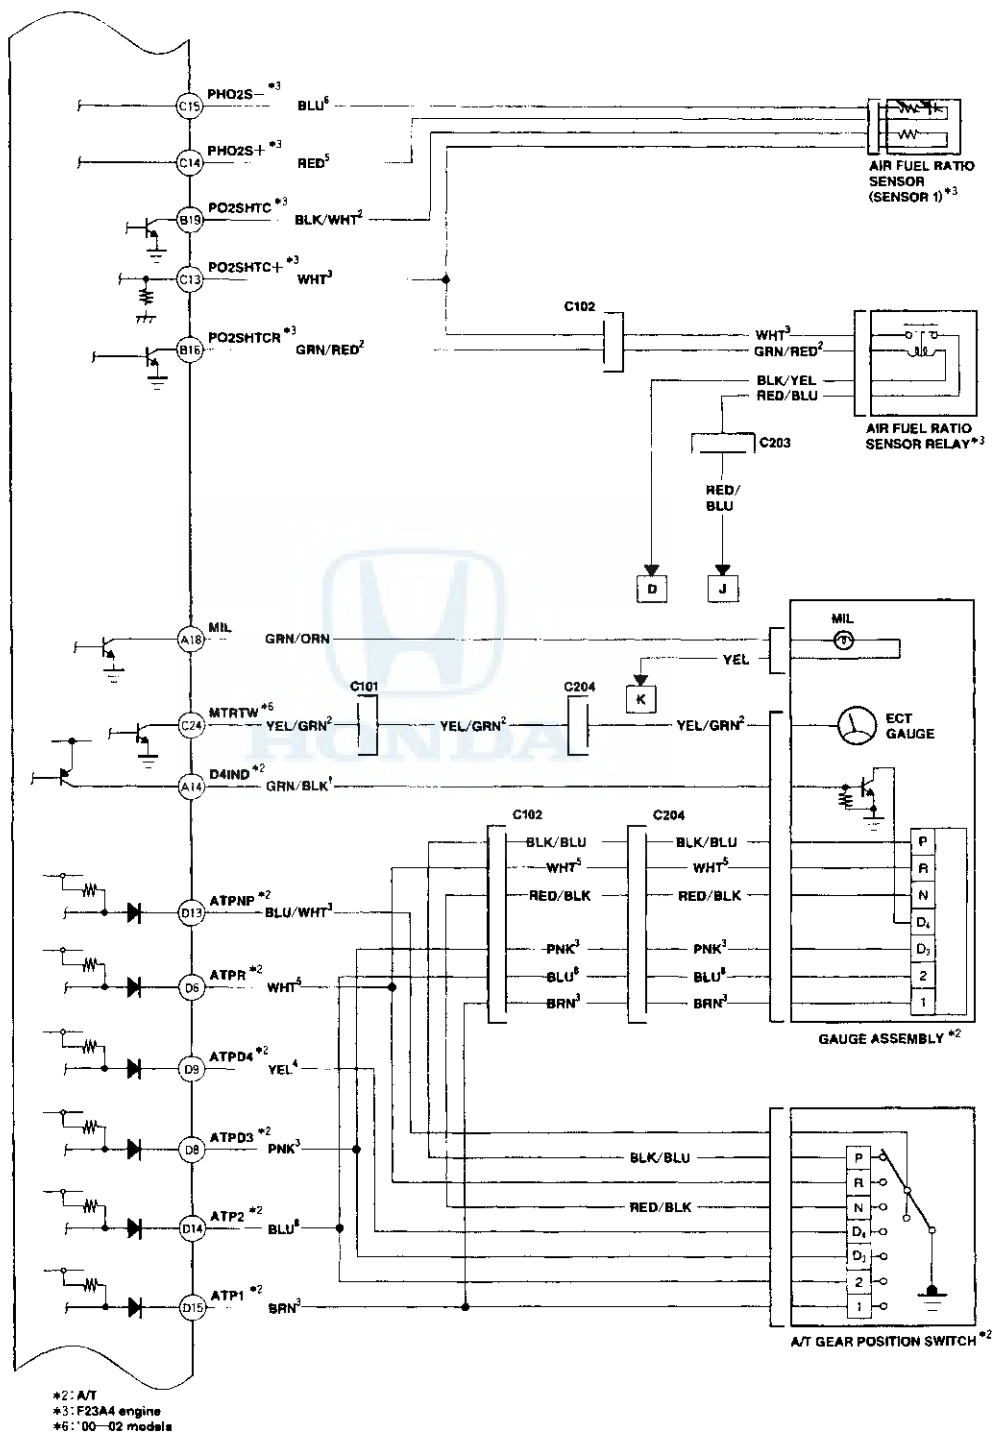 C15 PHO2S− *3 BLU⁶
C14 PHO2S+ *3 RED⁵
B19 PO2SHTC *3 BLK/WHT²
C13 PO2SHTC+ *3 WHT³
B16 PO2SHTCR *3 GRN/RED²
AIR FUEL RATIO
SENSOR
(SENSOR 1)*3
C102
WHT³
GRN/RED²
BLK/YEL
RED/BLU
AIR FUEL RATIO
SENSOR RELAY*3
C203
RED/
BLU
D J
A18 MIL GRN/ORN
MIL
YEL
K
C24 MTRTW*6 YEL/GRN² C101 YEL/GRN² C204 YEL/GRN²
ECT
GAUGE
HONDA
A14 D4IND*2 GRN/BLK¹
C102 C204
BLK/BLU BLK/BLU P
WHT⁵ WHT⁵ R
RED/BLK RED/BLK N
D₄
PNK³ PNK³ D₃
BLU⁸ BLU⁸ 2
BRN³ BRN³ 1
GAUGE ASSEMBLY*2
D13 ATPNP*2 BLU/WHT³
D6 ATPR*2 WHT⁵
D9 ATPD4*2 YEL⁴
D8 ATPD3*2 PNK³
D14 ATP2*2 BLU⁸
D15 ATP1*2 BRN³
BLK/BLU P
R
RED/BLK N
D₄
D₃
2
1
A/T GEAR POSITION SWITCH*2
*2: A/T
*3: F23A4 engine
*6: '00—02 models